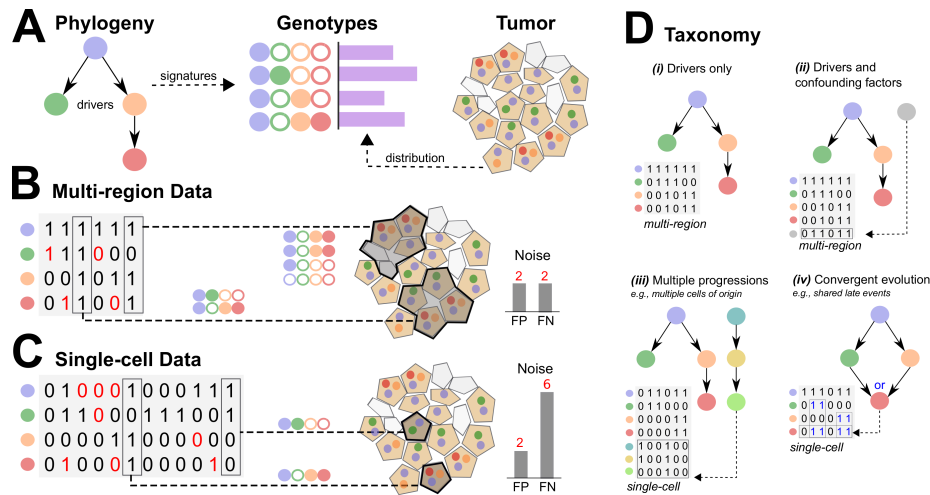 A
Phylogeny
drivers
signatures
Genotypes
Tumor
distribution
B Multi-region Data
1 1 1 1 1 1
1 1 1 0 0 0
0 0 1 0 1 1
0 1 1 0 0 1
Noise
2 2
FP FN
C Single-cell Data
0 1 0 0 0 1 0 0 0 1 1 1
0 1 1 0 0 0 1 1 1 0 0 1
0 0 0 0 1 1 0 0 0 0 0 0
0 1 0 0 0 1 0 0 0 0 1 0
Noise
2 6
FP FN
D Taxonomy
(i) Drivers only
1 1 1 1 1 1
0 1 1 1 0 0
0 0 1 0 1 1
0 0 1 0 1 1
multi-region
(ii) Drivers and
confounding factors
1 1 1 1 1 1
0 1 1 1 0 0
0 0 1 0 1 1
0 0 1 0 1 1
0 1 1 0 1 1
multi-region
(iii) Multiple progressions
e.g., multiple cells of origin
0 1 1 0 1 1
0 1 1 0 0 0
0 0 0 0 1 1
0 0 0 0 0 1
1 0 0 1 0 0
1 0 0 1 0 0
0 0 0 1 0 0
single-cell
(iv) Convergent evolution
e.g., shared late events
or
1 1 1 0 1 1
0 1 1 0 0 0
0 0 0 0 1 1
0 1 1 0 1 1
single-cell